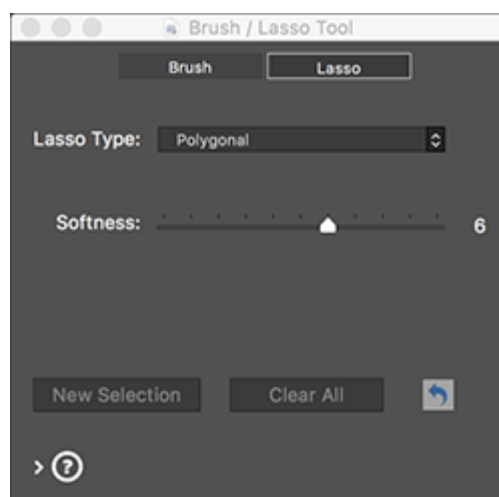 Brush / Lasso Tool
Brush Lasso
Lasso Type: Polygonal
Softness: 6
New Selection Clear All
> ?